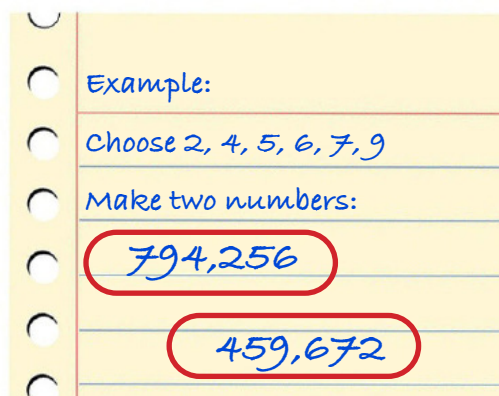 Example:
Choose 2, 4, 5, 6, 7, 9
Make two numbers:
794,256
459,672